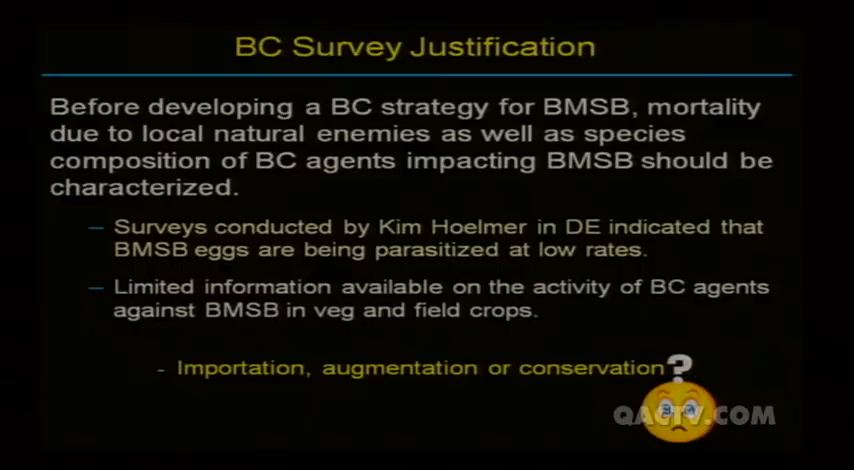 BC Survey Justification
Before developing a BC strategy for BMSB, mortality
due to local natural enemies as well as species
composition of BC agents impacting BMSB should be
characterized.
– Surveys conducted by Kim Hoelmer in DE indicated that
BMSB eggs are being parasitized at low rates.
– Limited information available on the activity of BC agents
against BMSB in veg and field crops.
- Importation, augmentation or conservation?
QACTV.COM